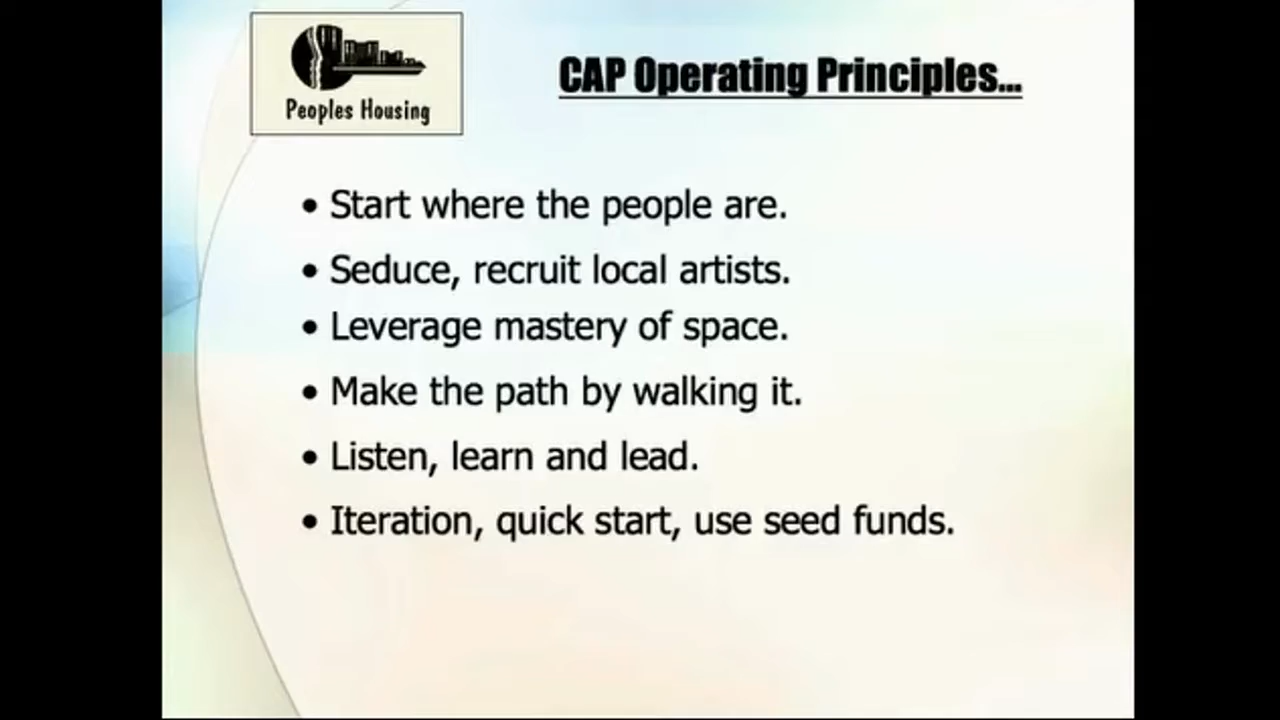 Peoples Housing
CAP Operating Principles...
• Start where the people are.
• Seduce, recruit local artists.
• Leverage mastery of space.
• Make the path by walking it.
• Listen, learn and lead.
• Iteration, quick start, use seed funds.